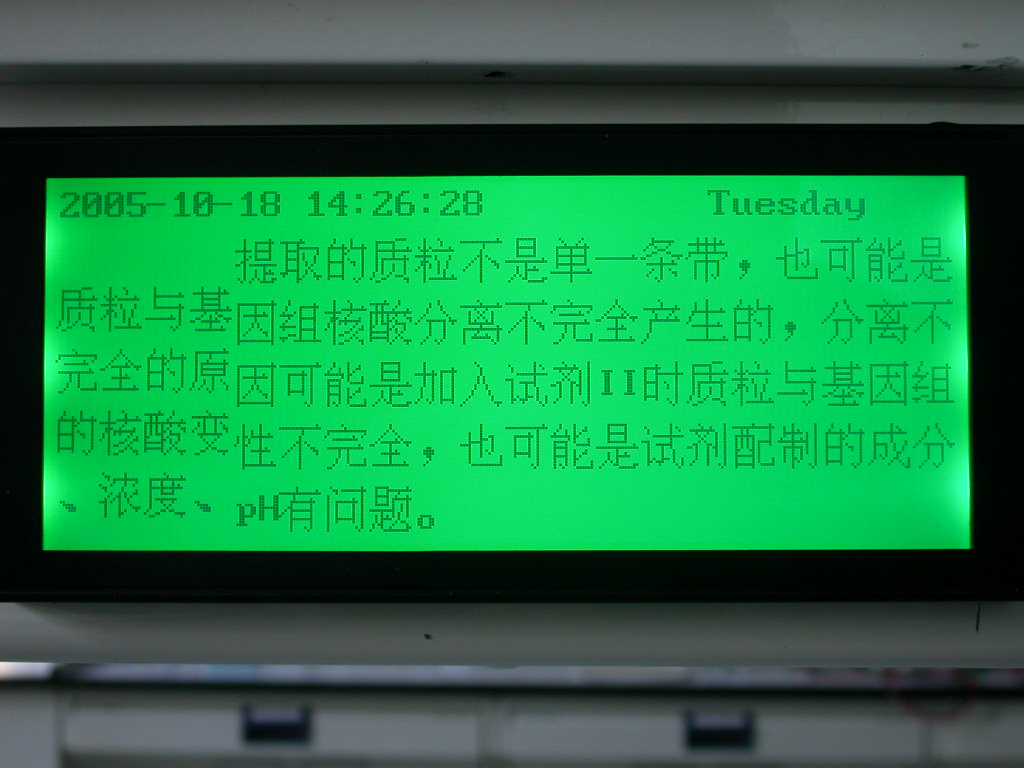 2005-10-18 14:26:28 Tuesday
提取的质粒不是单一条带，也可能是
质粒与基因组核酸分离不完全产生的，分离不
完全的原因可能是加入试剂II时质粒与基因组
的核酸变性不完全，也可能是试剂配制的成分
、浓度、pH有问题。